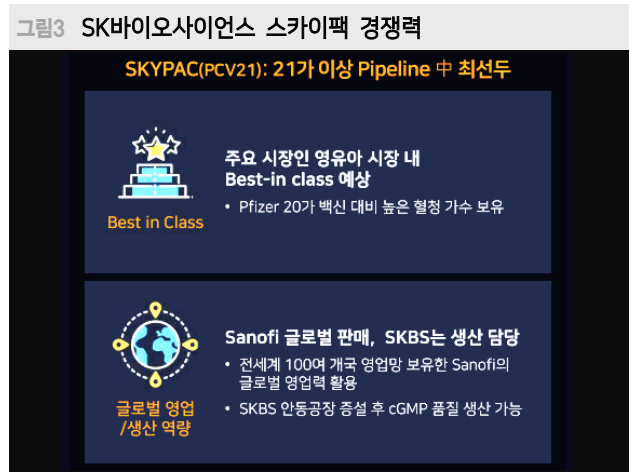 그림3 SK바이오사이언스 스카이팩 경쟁력
SKYPAC(PCV21): 21가 이상 Pipeline 中 최선두
주요 시장인 영유아 시장 내
Best-in class 예상
• Pfizer 20가 백신 대비 높은 혈청 가수 보유
Best in Class
Sanofi 글로벌 판매, SKBS는 생산 담당
• 전세계 100여 개국 영업망 보유한 Sanofi의
글로벌 영업력 활용
• SKBS 안동공장 증설 후 cGMP 품질 생산 가능
글로벌 영업
/생산 역량